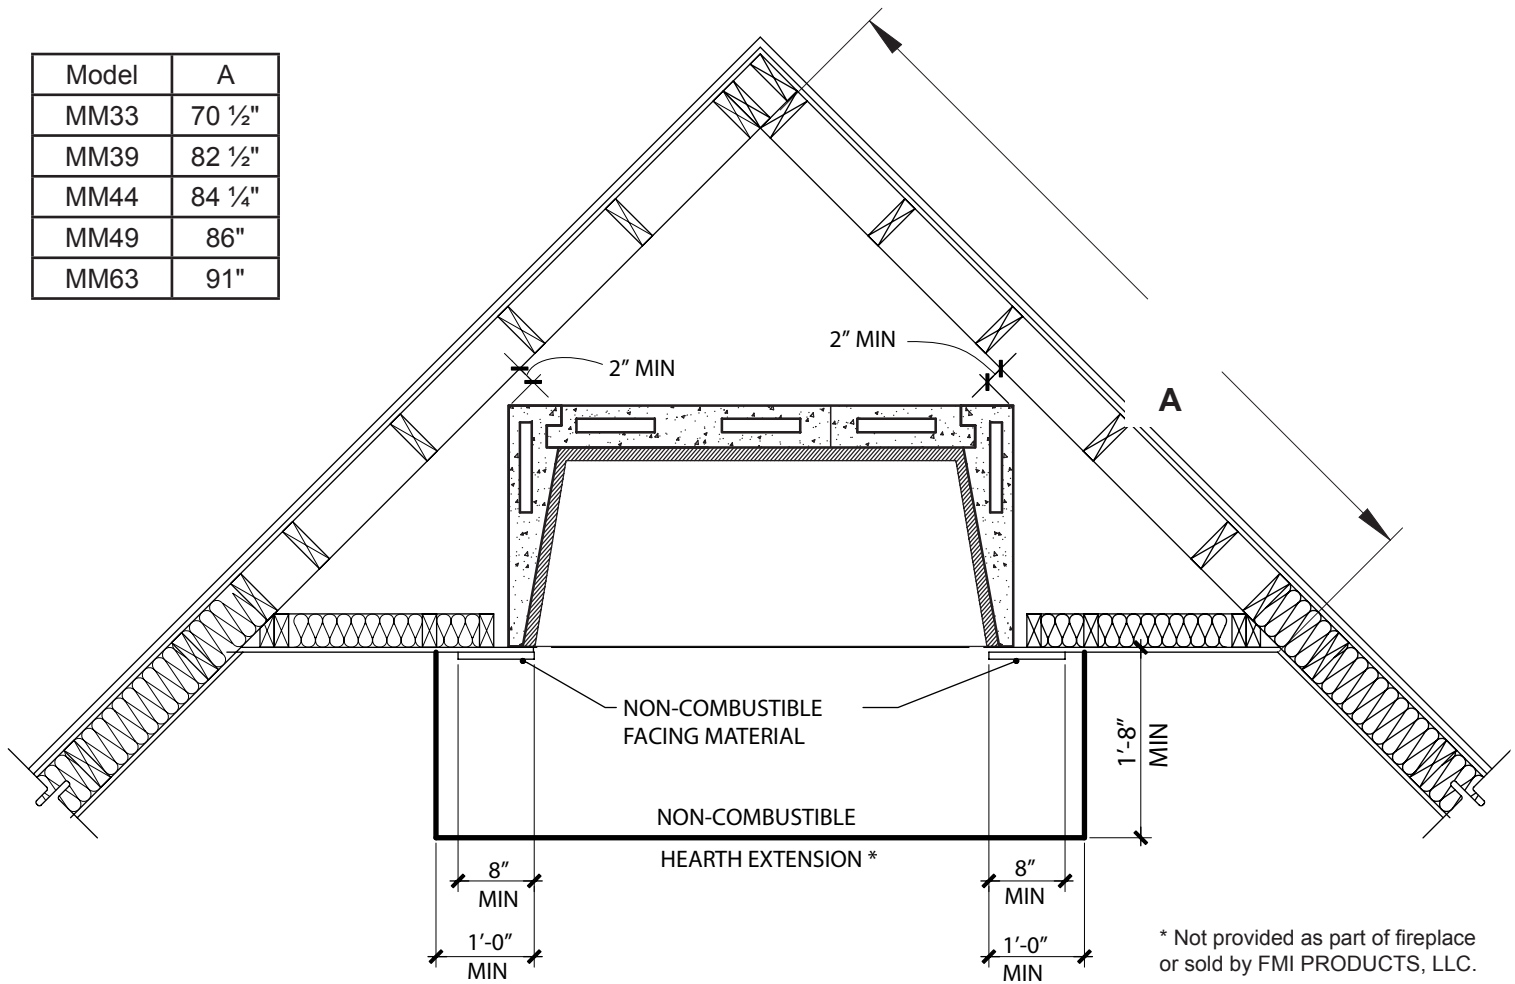 Model A
MM33 70 ½"
MM39 82 ½"
MM44 84 ¼"
MM49 86"
MM63 91"
2” MIN
2” MIN
A
NON-COMBUSTIBLE
FACING MATERIAL
1’-8”
MIN
NON-COMBUSTIBLE
HEARTH EXTENSION *
8”
MIN
8”
MIN
1’-0”
MIN
1’-0”
MIN
* Not provided as part of fireplace
or sold by FMI PRODUCTS, LLC.